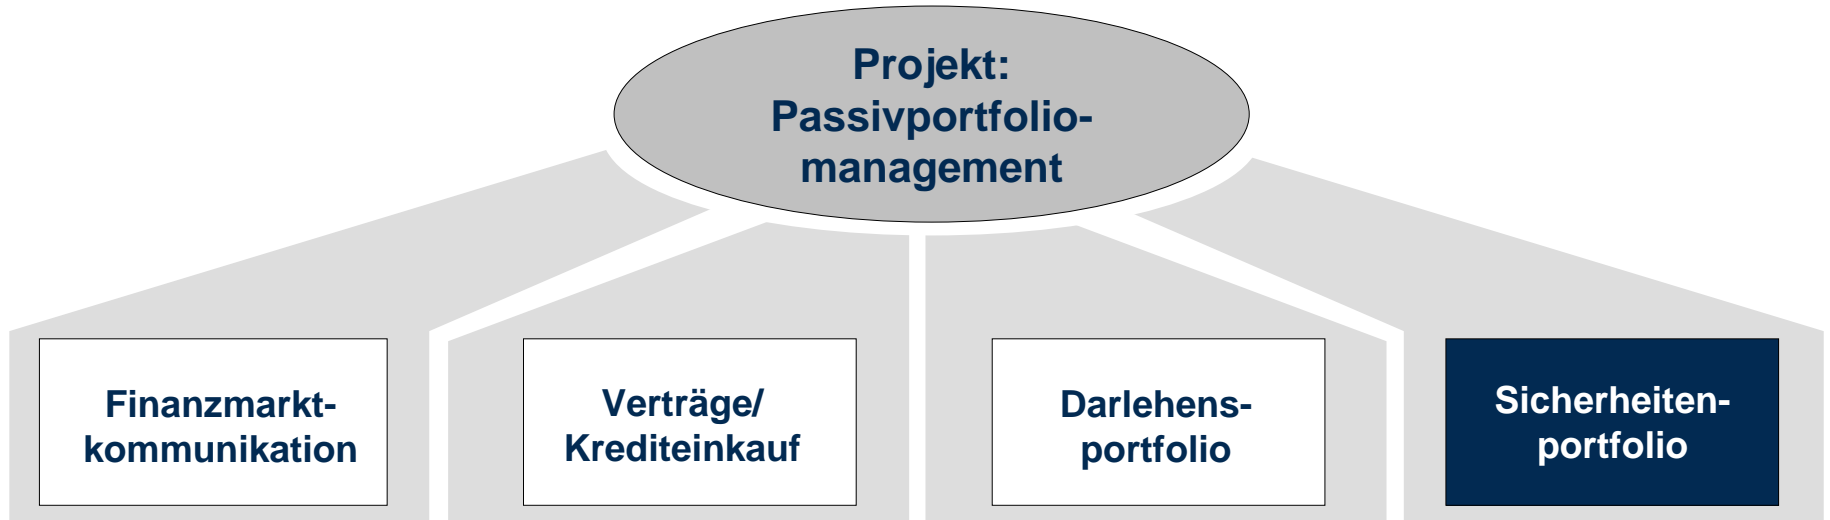 Projekt:
Passivportfolio-
management
Finanzmarkt-
kommunikation
Verträge/
Krediteinkauf
Darlehens-
portfolio
Sicherheiten-
portfolio